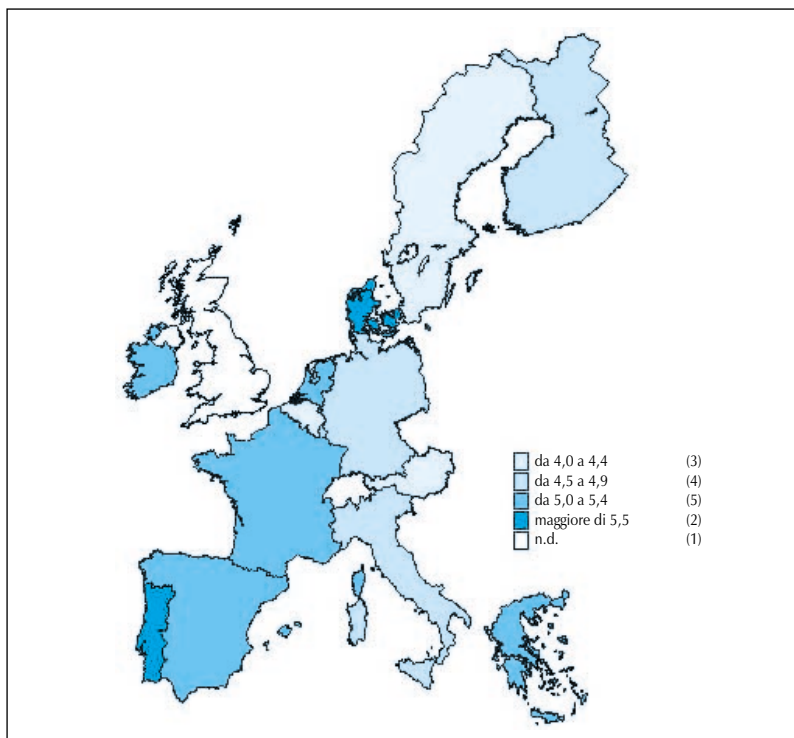 da 4,0 a 4,4 (3)
da 4,5 a 4,9 (4)
da 5,0 a 5,4 (5)
maggiore di 5,5 (2)
n.d. (1)